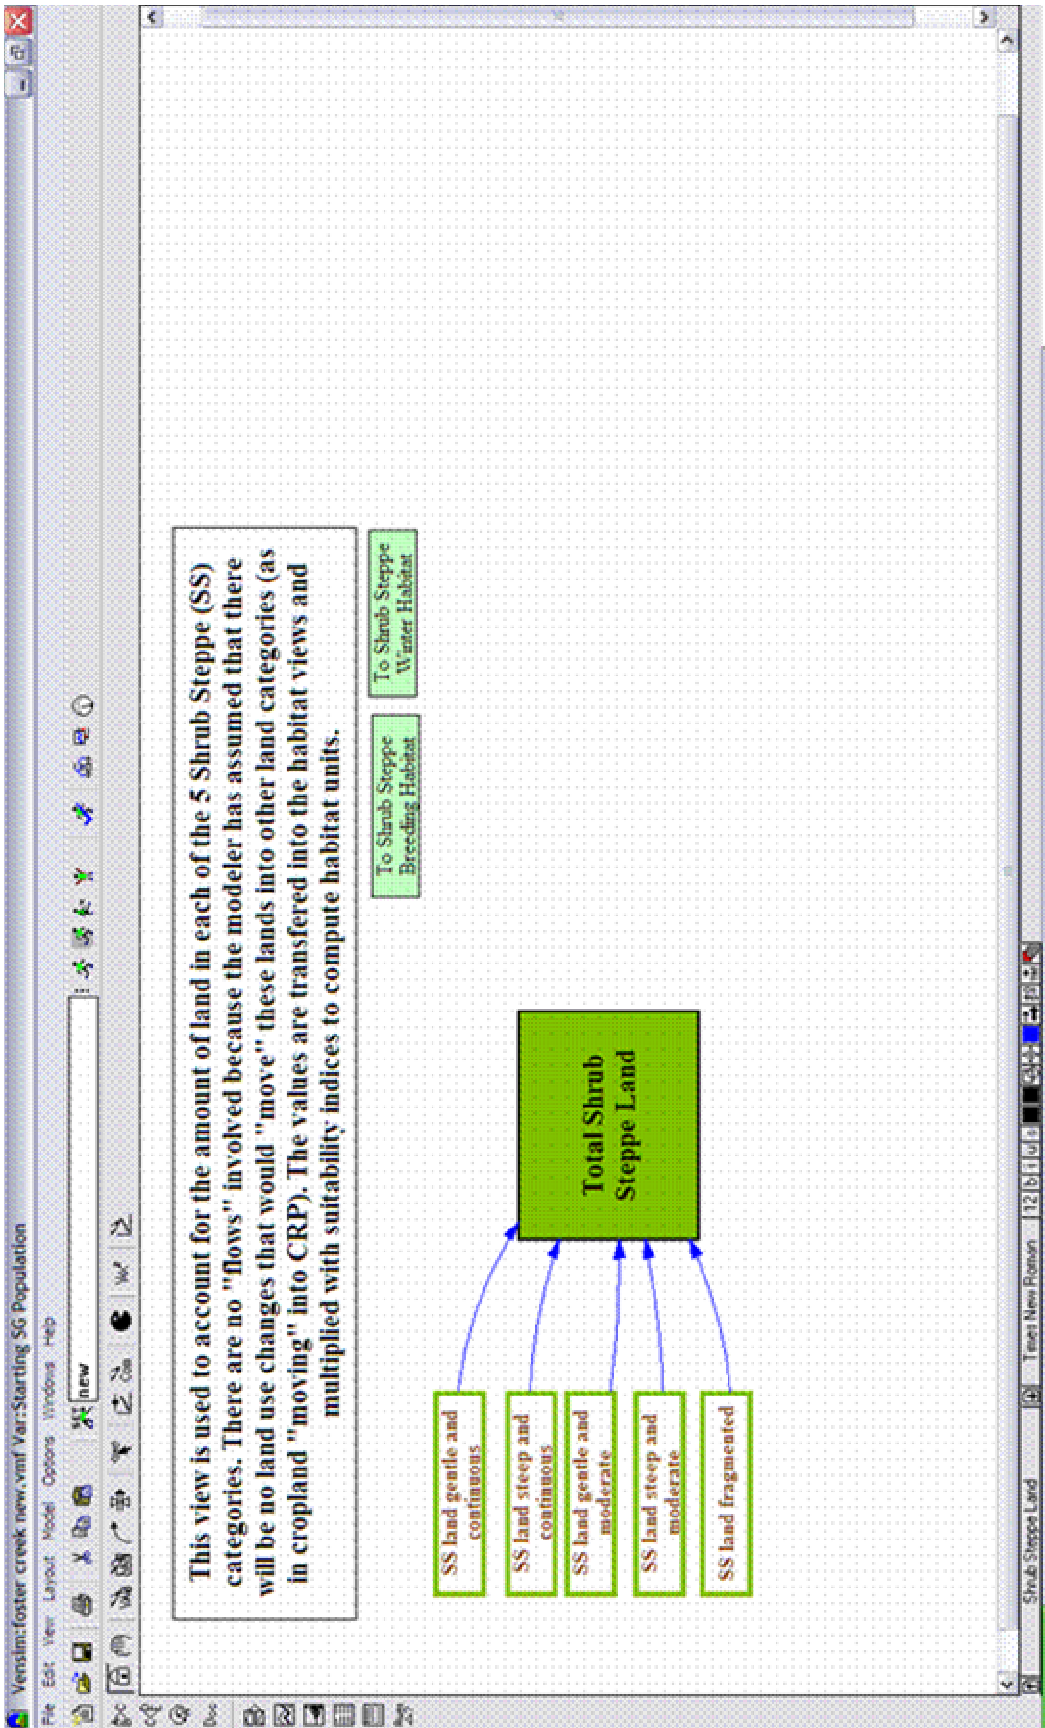 Vensim:foster creek new.vmf Var:Starting SG Population
File Edit View Layout Model Options Windows Help
SET new
Doc
This view is used to account for the amount of land in each of the 5 Shrub Steppe (SS)
categories. There are no "flows" involved because the modeler has assumed that there
will be no land use changes that would "move" these lands into other land categories (as
in cropland "moving" into CRP). The values are transfered into the habitat views and
multiplied with suitability indices to compute habitat units.
To Shrub Steppe
Breeding Habitat
To Shrub Steppe
Winter Habitat
SS land gentle and
continuous
SS land steep and
continuous
SS land gentle and
moderate
SS land steep and
moderate
SS land fragmented
Total Shrub
Steppe Land
Shrub Steppe Land
Times New Roman
12 b i u s